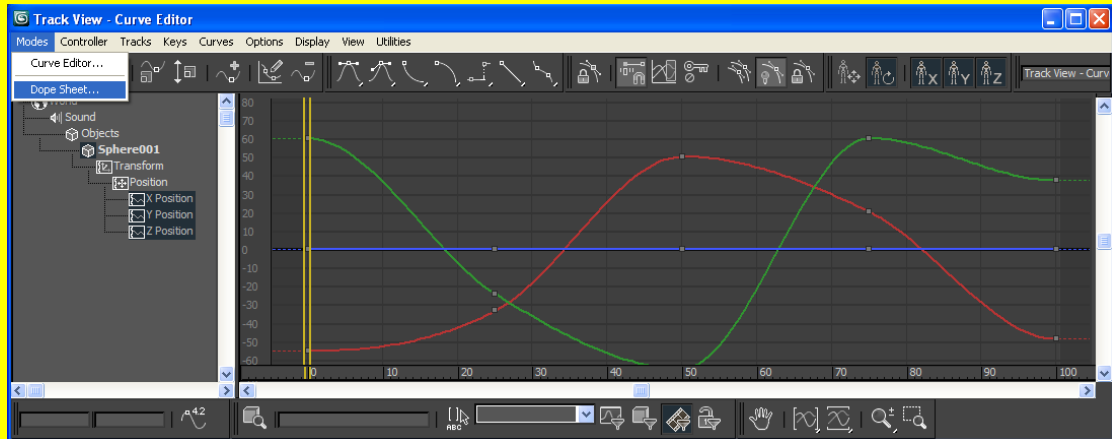 Track View - Curve Editor
Modes Controller Tracks Keys Curves Options Display View Utilities
Curve Editor...
Dope Sheet...
X Y Z
Track View - Curv
World
Sound
Objects
Sphere001
Transform
Position
X Position
Y Position
Z Position
80
70
60
50
40
30
20
10
0
-10
-20
-30
-40
-50
-60
0 10 20 30 40 50 60 70 80 90 100
4.2
ABC